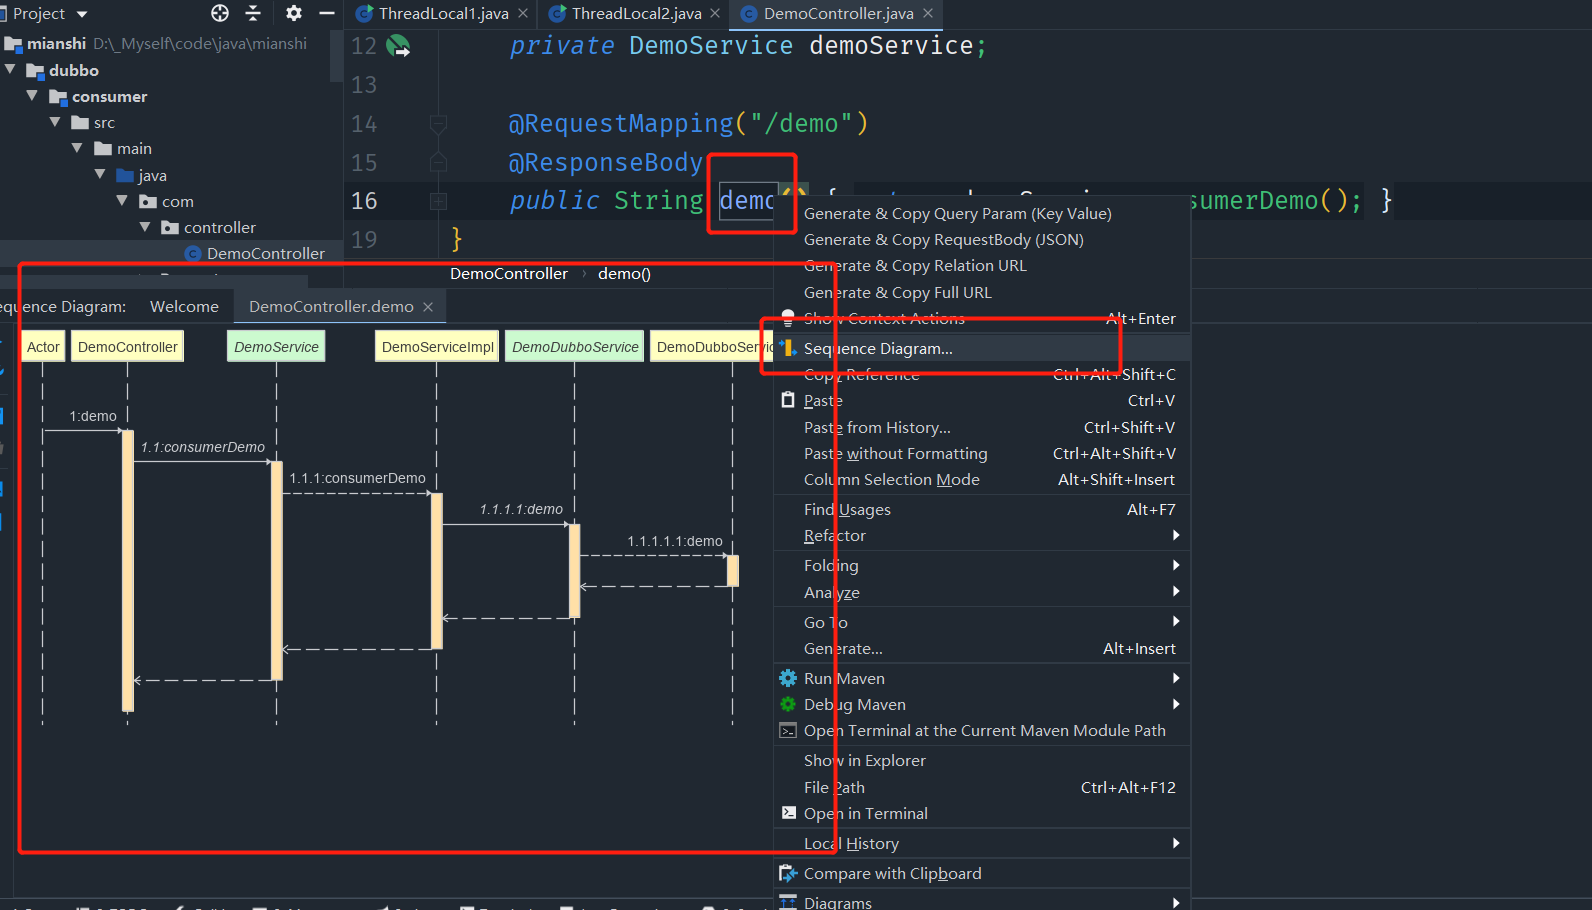 Project
ThreadLocal1.java
ThreadLocal2.java
DemoController.java
mianshi D:\_Myself\code\java\mianshi
dubbo
consumer
src
main
java
com
controller
DemoController
12 private DemoService demoService;
13
14 @RequestMapping("/demo")
15 @ResponseBody
16 public String demo() { sumerDemo(); }
19 }
DemoController › demo()
equence Diagram: Welcome DemoController.demo
Actor DemoController DemoService DemoServiceImpl DemoDubboService DemoDubboServic
1:demo
1.1:consumerDemo
1.1.1:consumerDemo
1.1.1.1:demo
1.1.1.1.1:demo
Generate & Copy Query Param (Key Value)
Generate & Copy RequestBody (JSON)
Generate & Copy Relation URL
Generate & Copy Full URL
Show Context Actions Alt+Enter
Sequence Diagram...
Copy Reference Ctrl+Alt+Shift+C
Paste Ctrl+V
Paste from History... Ctrl+Shift+V
Paste without Formatting Ctrl+Alt+Shift+V
Column Selection Mode Alt+Shift+Insert
Find Usages Alt+F7
Refactor
Folding
Analyze
Go To
Generate... Alt+Insert
Run Maven
Debug Maven
Open Terminal at the Current Maven Module Path
Show in Explorer
File Path Ctrl+Alt+F12
Open in Terminal
Local History
Compare with Clipboard
Diagrams